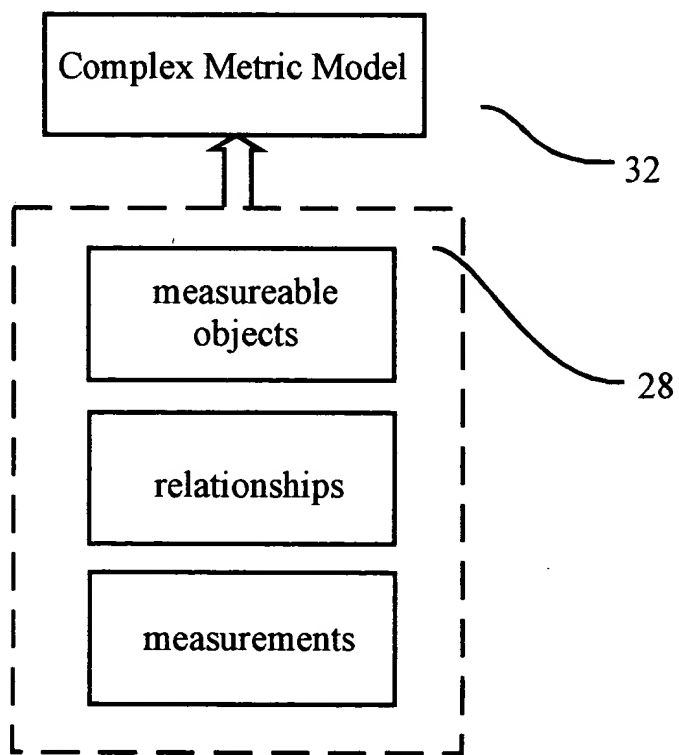 Complex Metric Model
32
measureable
objects
28
relationships
measurements